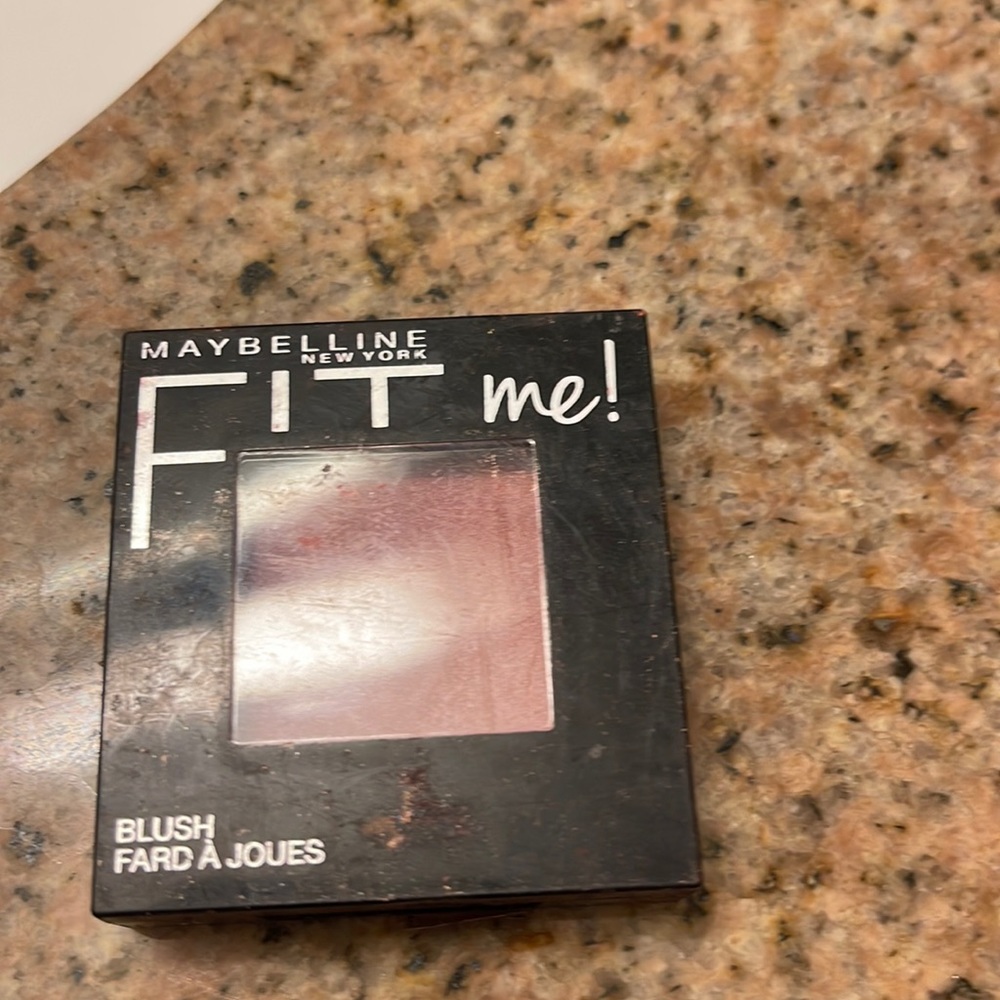 MAYBELLINE
NEW YORK
FIT me!
BLUSH
FARD À JOUES